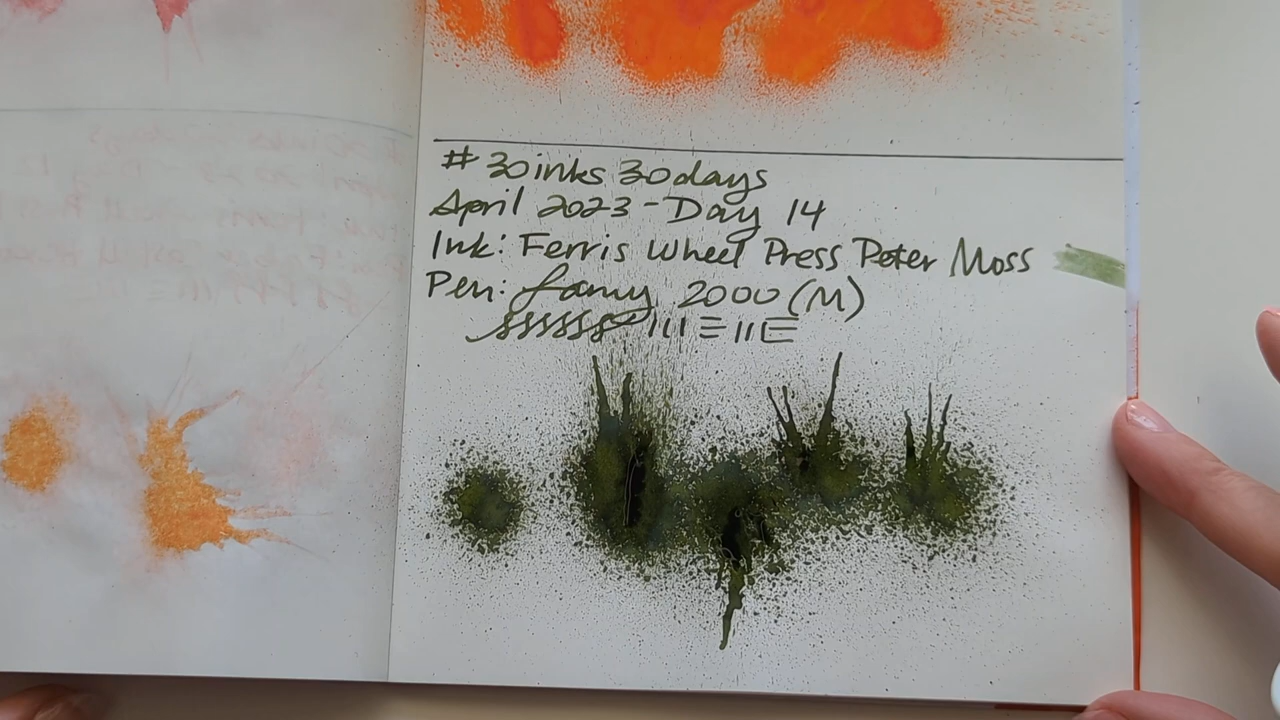 # 30inks 30days
April 2023 - Day 14
Ink: Ferris Wheel Press Peter Moss
Pen: Lamy 2000 (M)